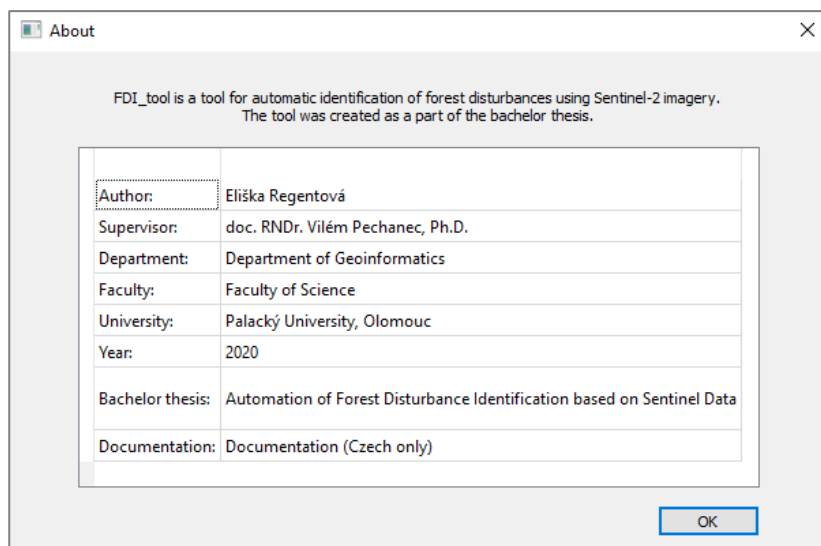 About
FDI_tool is a tool for automatic identification of forest disturbances using Sentinel-2 imagery.
The tool was created as a part of the bachelor thesis.
Author: Eliška Regentová
Supervisor: doc. RNDr. Vilém Pechanec, Ph.D.
Department: Department of Geoinformatics
Faculty: Faculty of Science
University: Palacký University, Olomouc
Year: 2020
Bachelor thesis: Automation of Forest Disturbance Identification based on Sentinel Data
Documentation: Documentation (Czech only)
OK